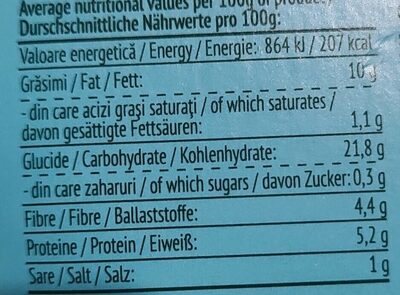 Average nutritional values per 100g of product/
Durschschnittliche Nährwerte pro 100g:
Valoare energetică / Energy / Energie: 864 kJ / 207 kcal
Grăsimi / Fat / Fett: 10 g
- din care acizi grași saturați / of which saturates /
davon gesättigte Fettsäuren: 1,1 g
Glucide / Carbohydrate / Kohlenhydrate: 21,8 g
- din care zaharuri / of which sugars / davon Zucker: 0,3 g
Fibre / Fibre / Ballaststoffe: 4,4 g
Proteine / Protein / Eiweiß: 5,2 g
Sare / Salt / Salz: 1 g